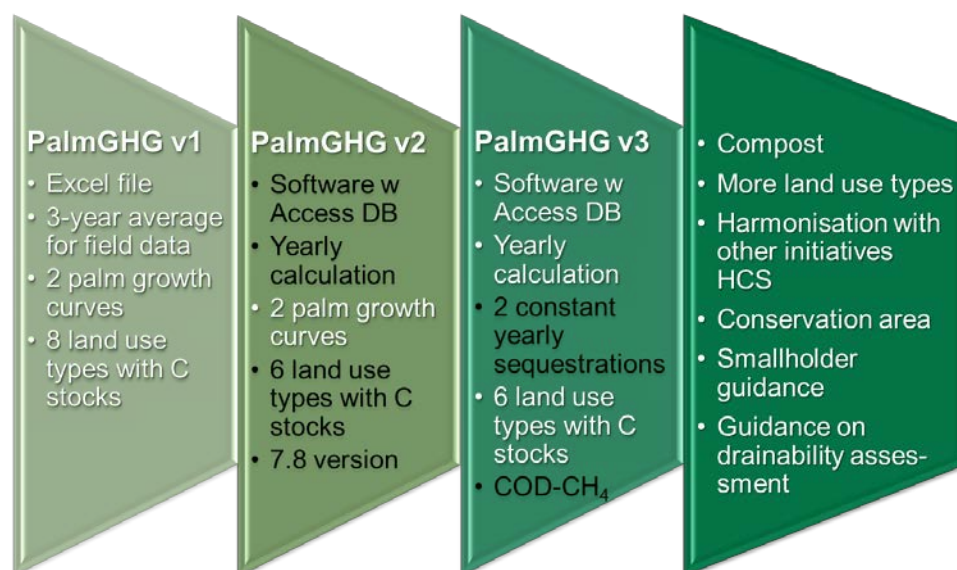 PalmGHG v1
• Excel file
• 3-year average
for field data
• 2 palm growth
curves
• 8 land use
types with C
stocks
PalmGHG v2
• Software w
Access DB
• Yearly
calculation
• 2 palm growth
curves
• 6 land use
types with C
stocks
• 7.8 version
PalmGHG v3
• Software w
Access DB
• Yearly
calculation
• 2 constant
yearly
sequestrations
• 6 land use
types with C
stocks
• COD-CH₄
• Compost
• More land use types
• Harmonisation with
other initiatives
HCS
• Conservation area
• Smallholder
guidance
• Guidance on
drainability asses-
sment